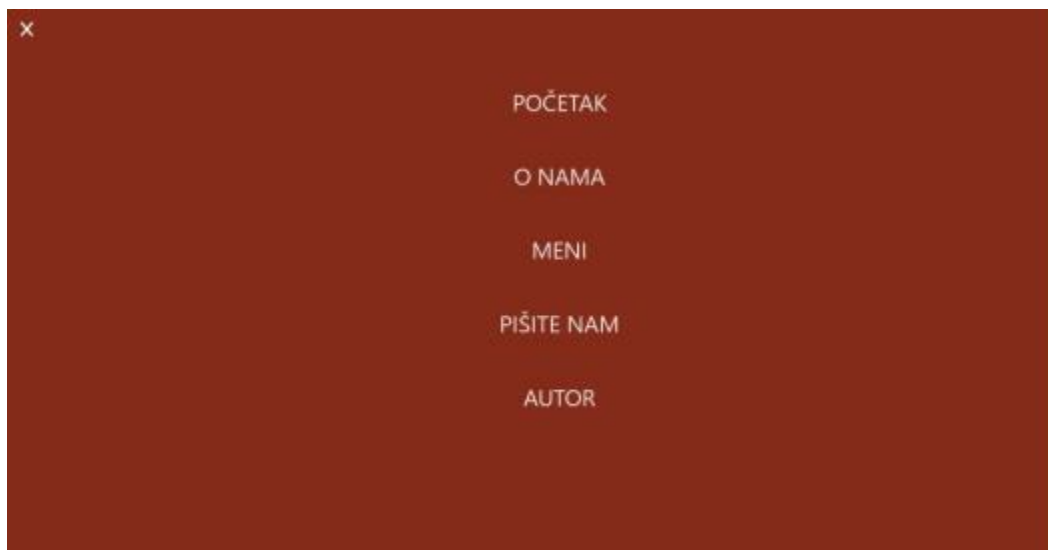 x
POČETAK
O NAMA
MENI
PIŠITE NAM
AUTOR